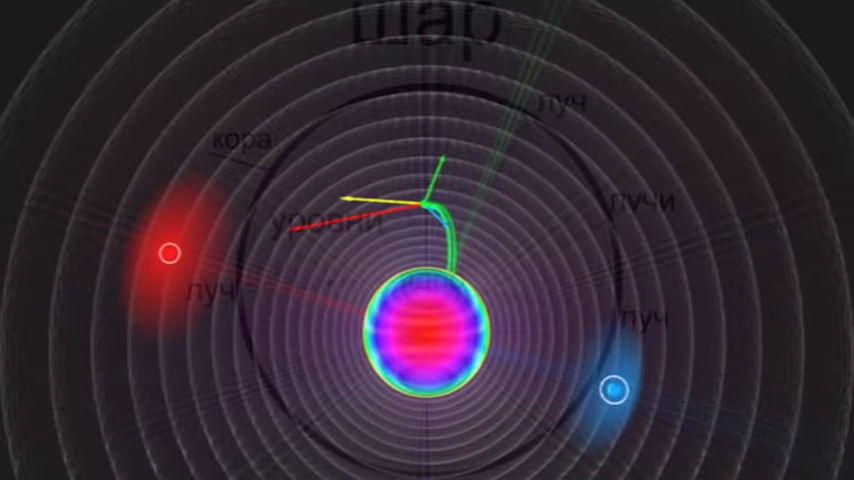 шар
луч
кора
лучи
уровни
луч
луч